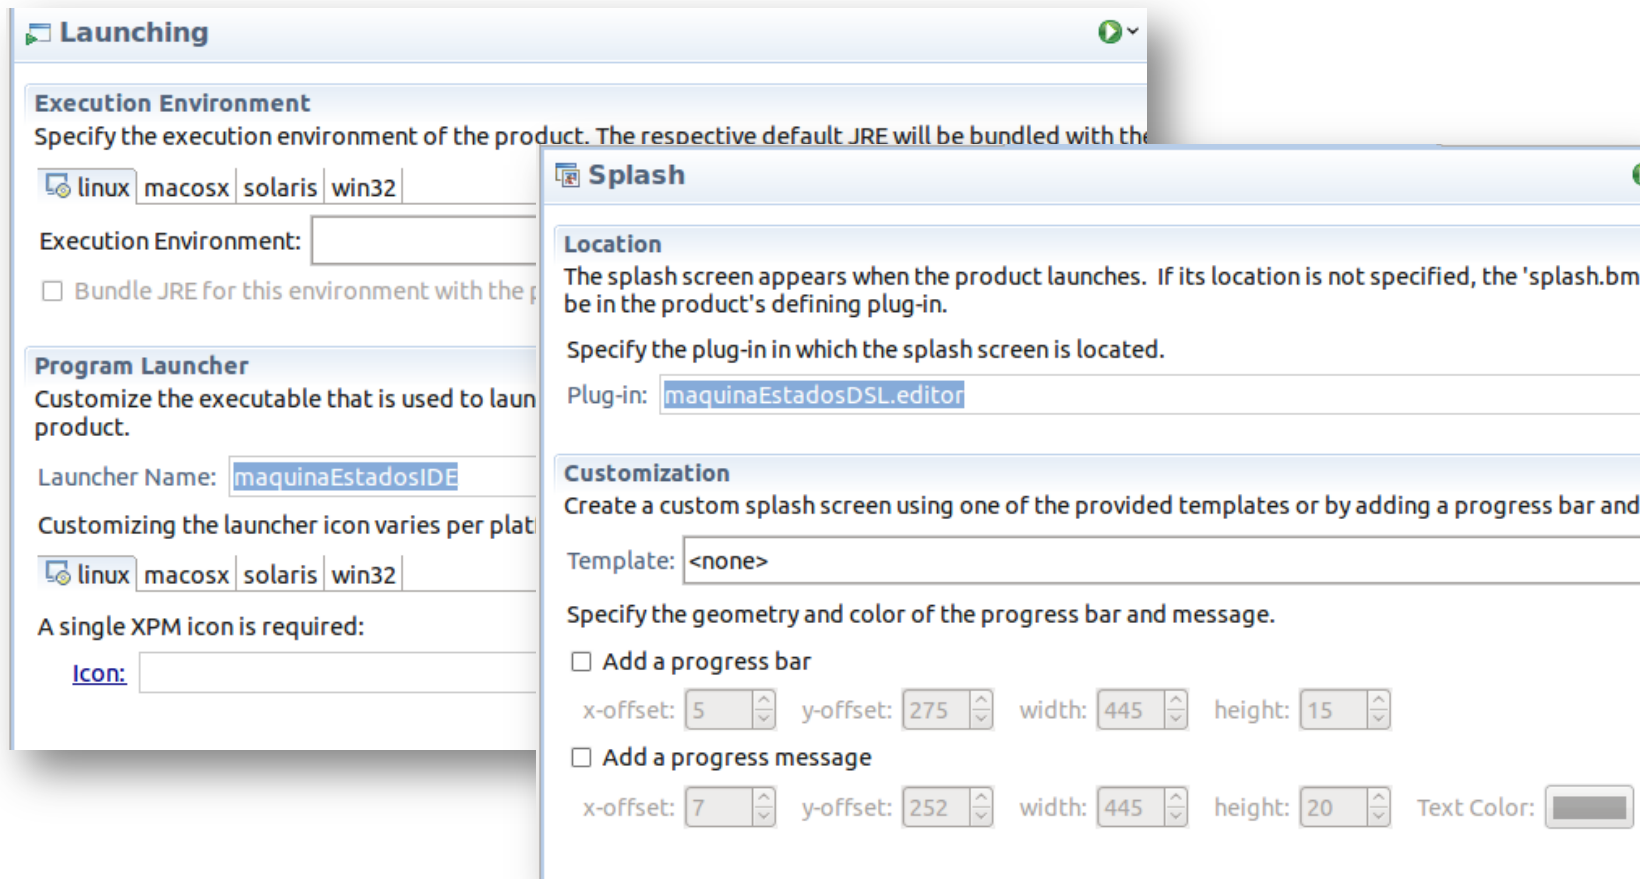 Launching
Execution Environment
Specify the execution environment of the product. The respective default JRE will be bundled with the
linux macosx solaris win32
Execution Environment:
Bundle JRE for this environment with the
Program Launcher
Customize the executable that is used to laun
product.
Launcher Name: maquinaEstadosIDE
Customizing the launcher icon varies per plat
linux macosx solaris win32
A single XPM icon is required:
Icon:
Splash
Location
The splash screen appears when the product launches. If its location is not specified, the 'splash.bm
be in the product's defining plug-in.
Specify the plug-in in which the splash screen is located.
Plug-in: maquinaEstadosDSL.editor
Customization
Create a custom splash screen using one of the provided templates or by adding a progress bar and
Template: <none>
Specify the geometry and color of the progress bar and message.
Add a progress bar
x-offset: 5 y-offset: 275 width: 445 height: 15
Add a progress message
x-offset: 7 y-offset: 252 width: 445 height: 20 Text Color: